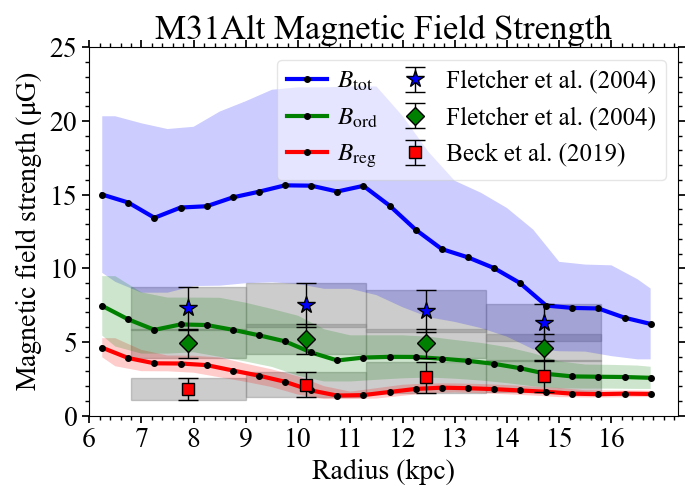 M31Alt Magnetic Field Strength
Magnetic field strength (μG)
25
20
15
10
5
0
B_tot
B_ord
B_reg
Fletcher et al. (2004)
Fletcher et al. (2004)
Beck et al. (2019)
6 7 8 9 10 11 12 13 14 15 16
Radius (kpc)